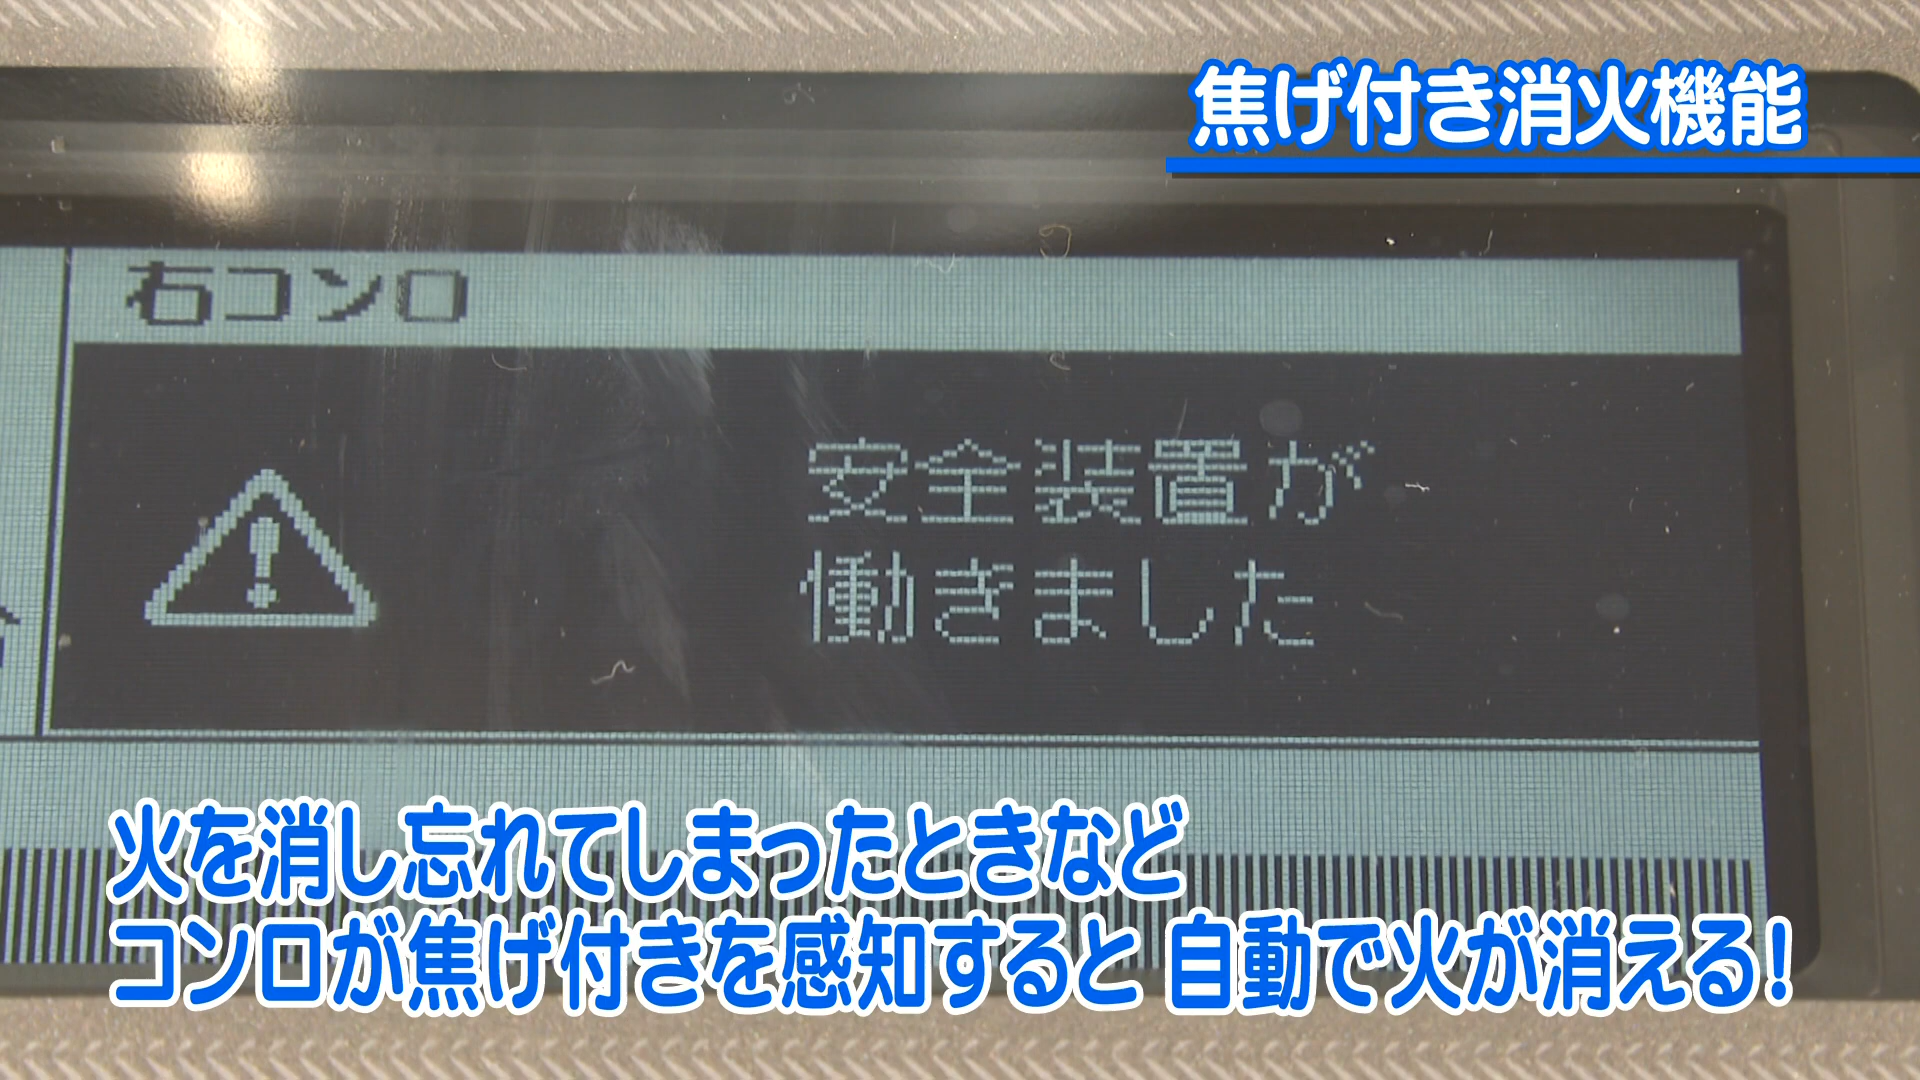 焦げ付き消火機能
右コンロ
安全装置が
働きました
火を消し忘れてしまったときなど
コンロが焦げ付きを感知すると 自動で火が消える!